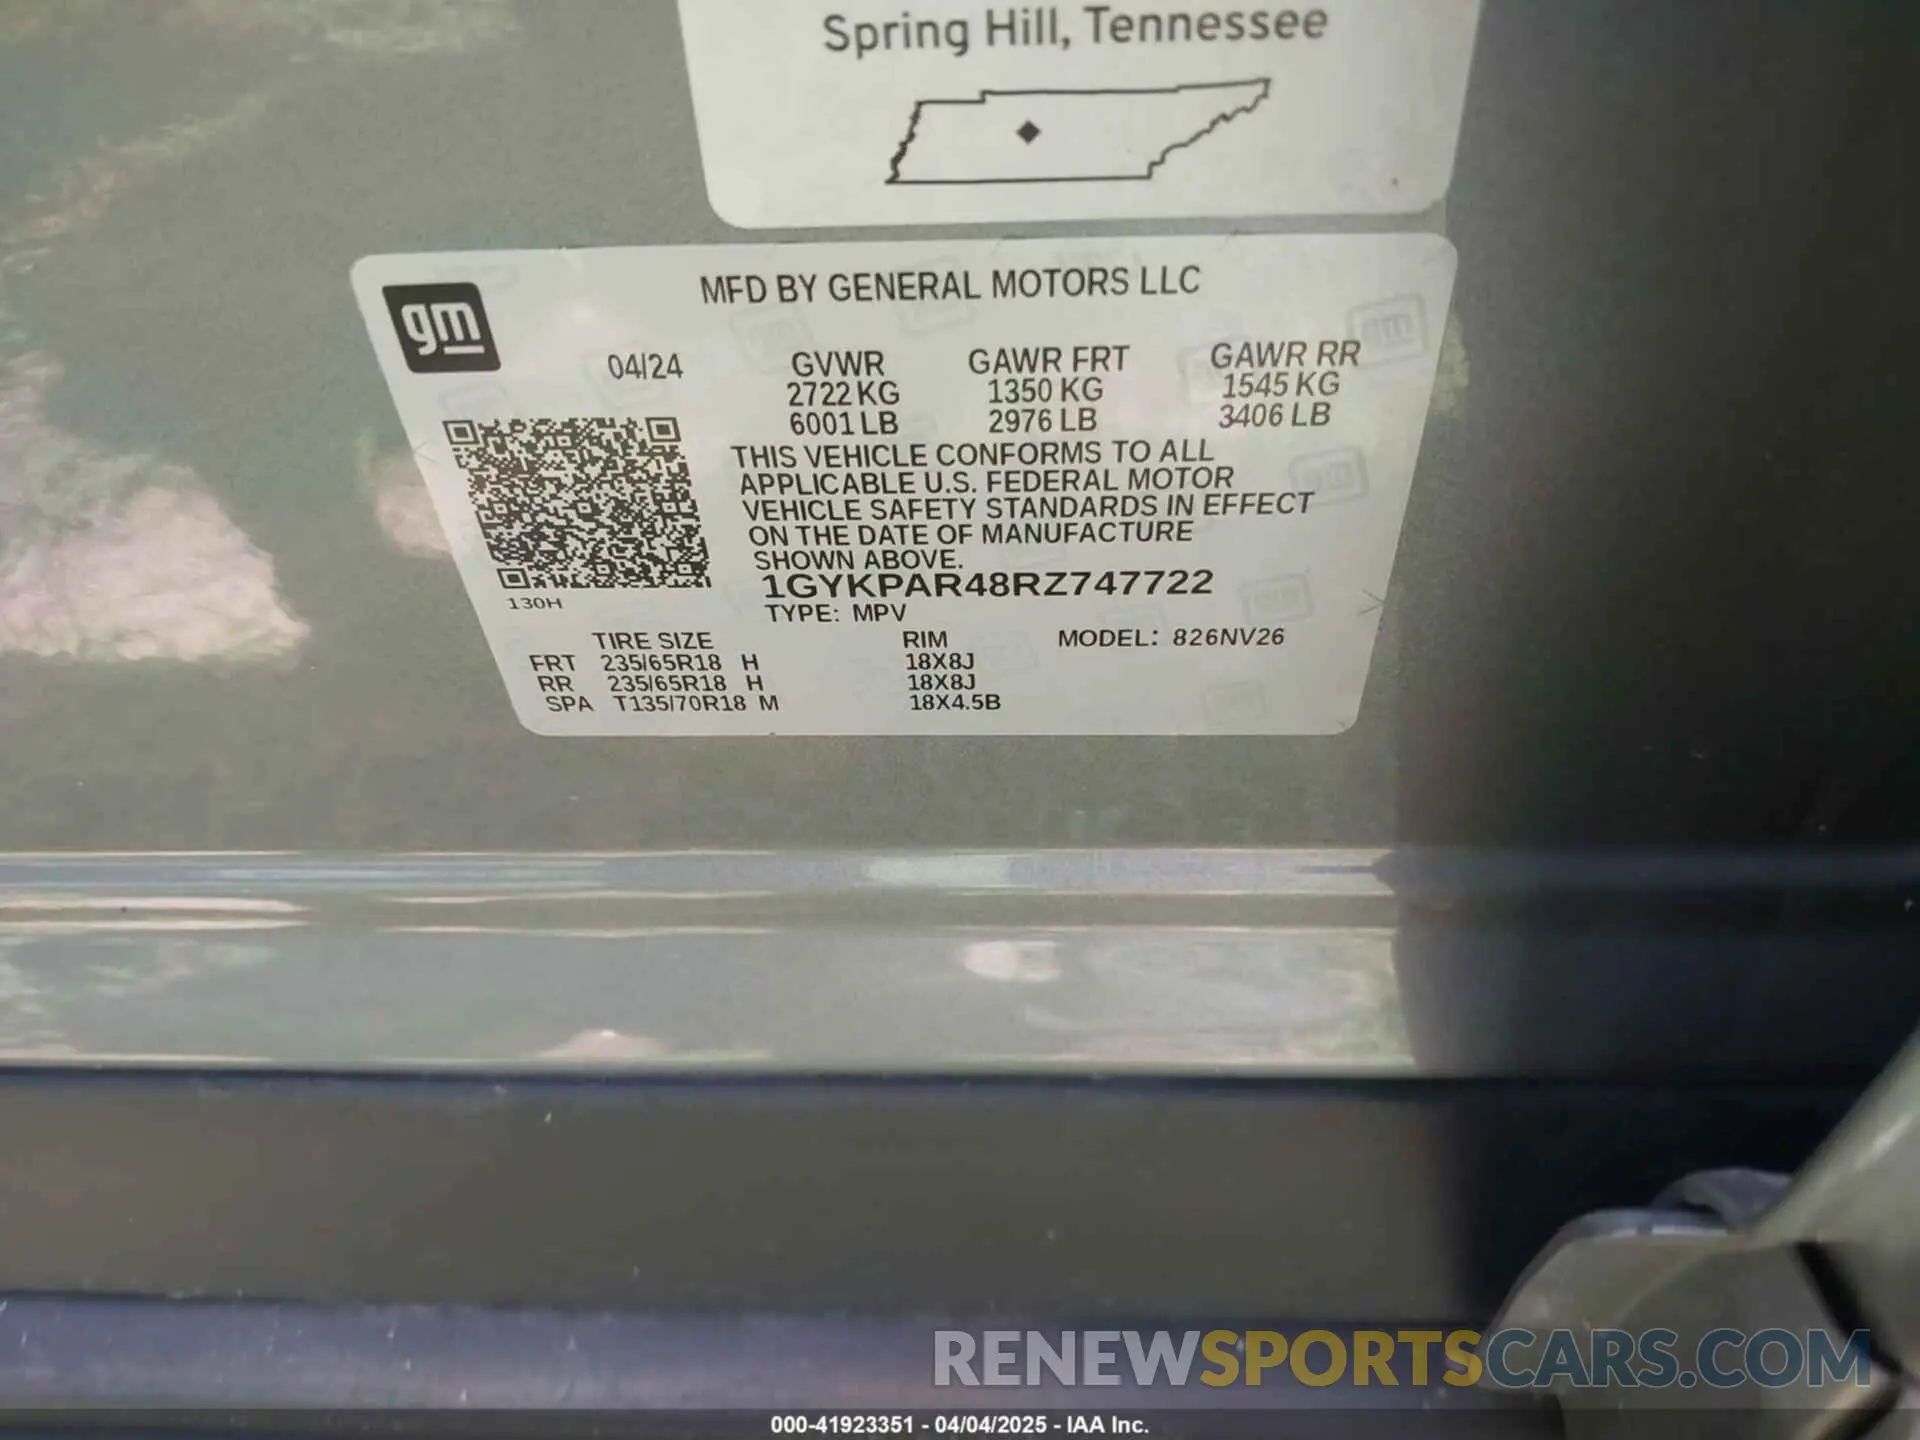 Spring Hill, Tennessee
gm
MFD BY GENERAL MOTORS LLC
04/24 GVWR GAWR FRT GAWR RR
2722 KG 1350 KG 1545 KG
6001 LB 2976 LB 3406 LB
THIS VEHICLE CONFORMS TO ALL
APPLICABLE U.S. FEDERAL MOTOR
VEHICLE SAFETY STANDARDS IN EFFECT
ON THE DATE OF MANUFACTURE
SHOWN ABOVE.
1GYKPAR48RZ747722
130H
TYPE: MPV
TIRE SIZE RIM MODEL: 826NV26
FRT 235/65R18 H 18X8J
RR 235/65R18 H 18X8J
SPA T135/70R18 M 18X4.5B
RENEWSPORTSCARS.COM
000-41923351 - 04/04/2025 - IAA Inc.